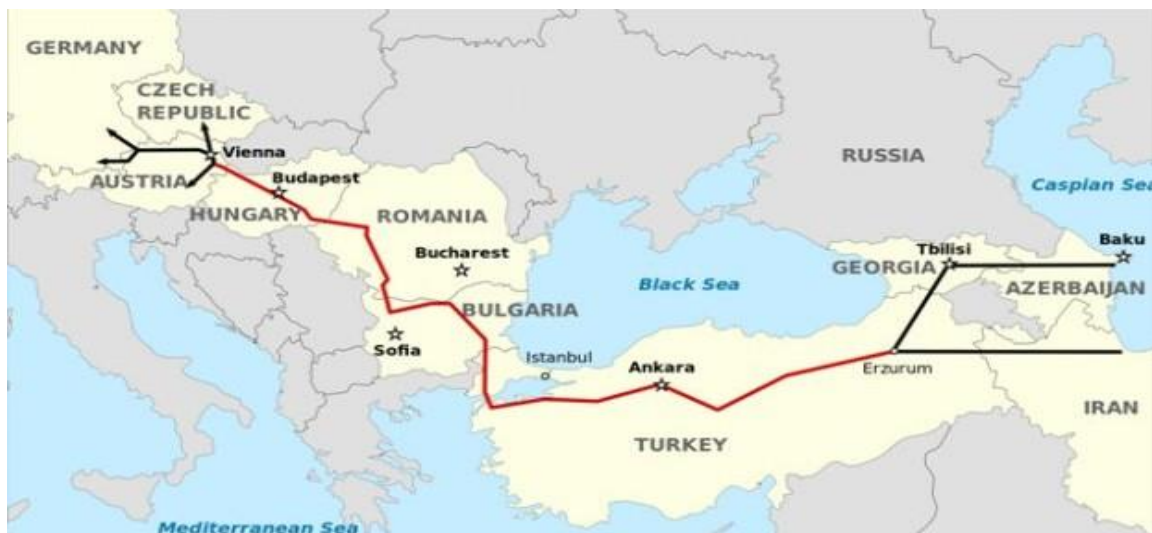 GERMANY
CZECH
REPUBLIC
Vienna
AUSTRIA
Budapest
HUNGARY
ROMANIA
Bucharest
BULGARIA
Sofia
RUSSIA
Caspian Sea
Baku
Tbilisi
GEORGIA
AZERBAIJAN
Black Sea
Istanbul
Ankara
Erzurum
IRAN
TURKEY
Mediterranean Sea